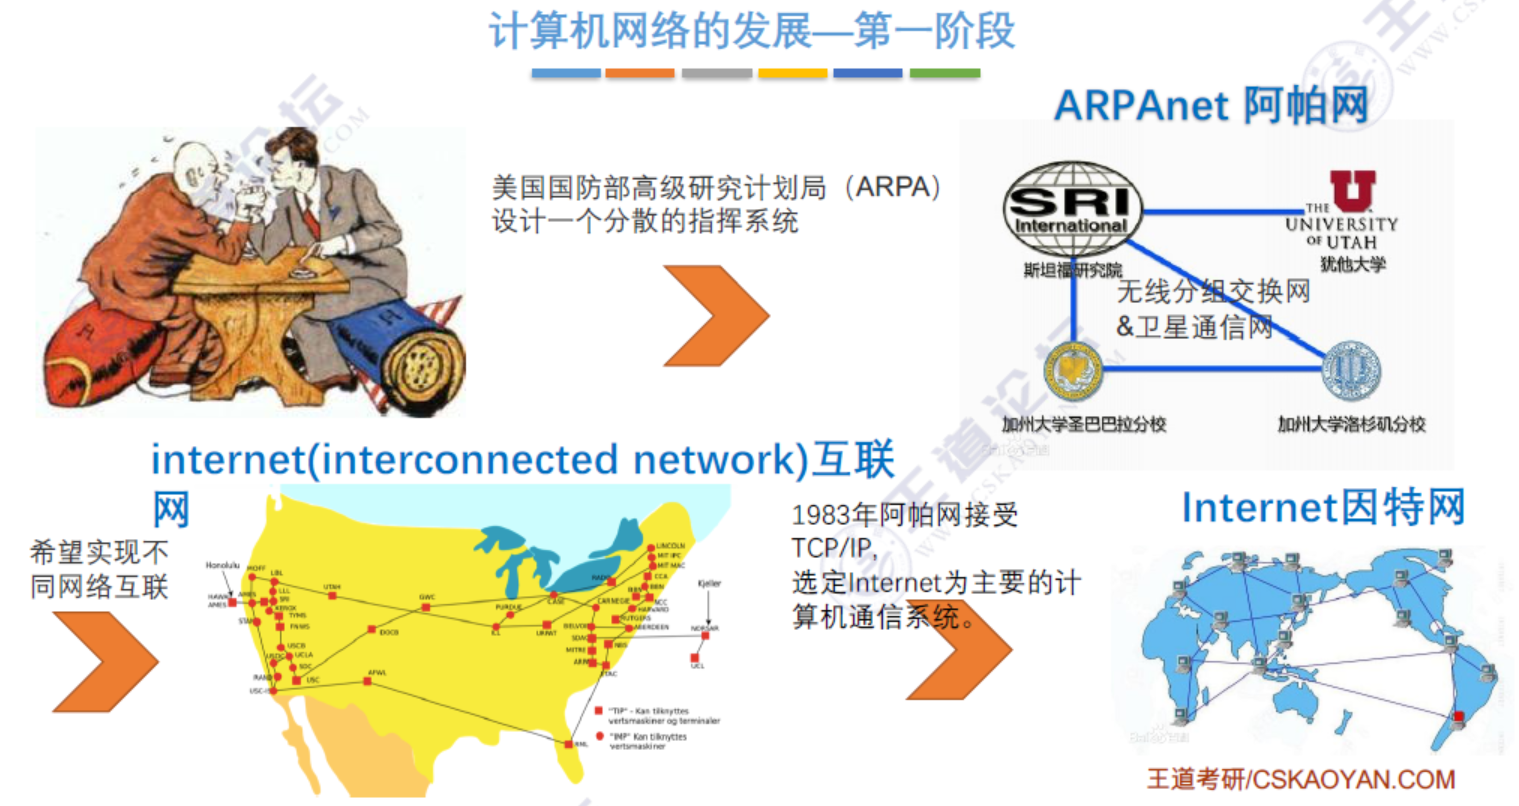 计算机网络的发展—第一阶段
ARPAnet 阿帕网
美国国防部高级研究计划局（ARPA）
设计一个分散的指挥系统
SRI
International
斯坦福研究院
U
THE
UNIVERSITY
OF UTAH
犹他大学
无线分组交换网
&卫星通信网
加州大学圣巴巴拉分校
加州大学洛杉矶分校
internet(interconnected network)互联
网
希望实现不
同网络互联
Honolulu
HAWAII
AMES
MOFF
LBL
LLL
SRI
AMES
XEROX
TYMS
STAN
FNWS
UCSB
UCLA
USDC
SDC
RAND
USC
USC-ISI
UTAH
GWC
DOCB
AFWL
PURDUE
ILL
CASE
WRPAT
RADC
CARNEGIE
LINCOLN
MIT IPC
MIT MAC
CCA
BBN
BBN
NCC
HARVARD
RUTGERS
ABERDEEN
BELVOIR
SDAC
NBS
MITRE
ARPA
ETAC
RML
Kjeller
NORSAR
UCL
"TIP" - Kan tilknyttes
vertsmaskiner og terminaler
"IMP" Kan tilknyttes
vertsmaskiner
1983年阿帕网接受
TCP/IP,
选定Internet为主要的计
算机通信系统。
Internet因特网
王道考研/CSKAOYAN.COM